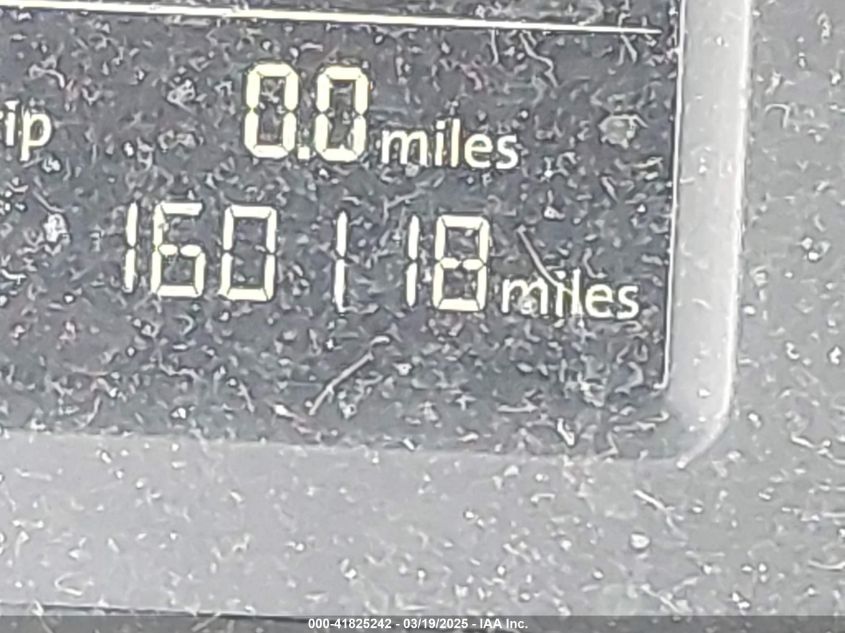 ip 0.0 miles
160118 miles
000-41825242 - 03/19/2025 - IAA Inc.